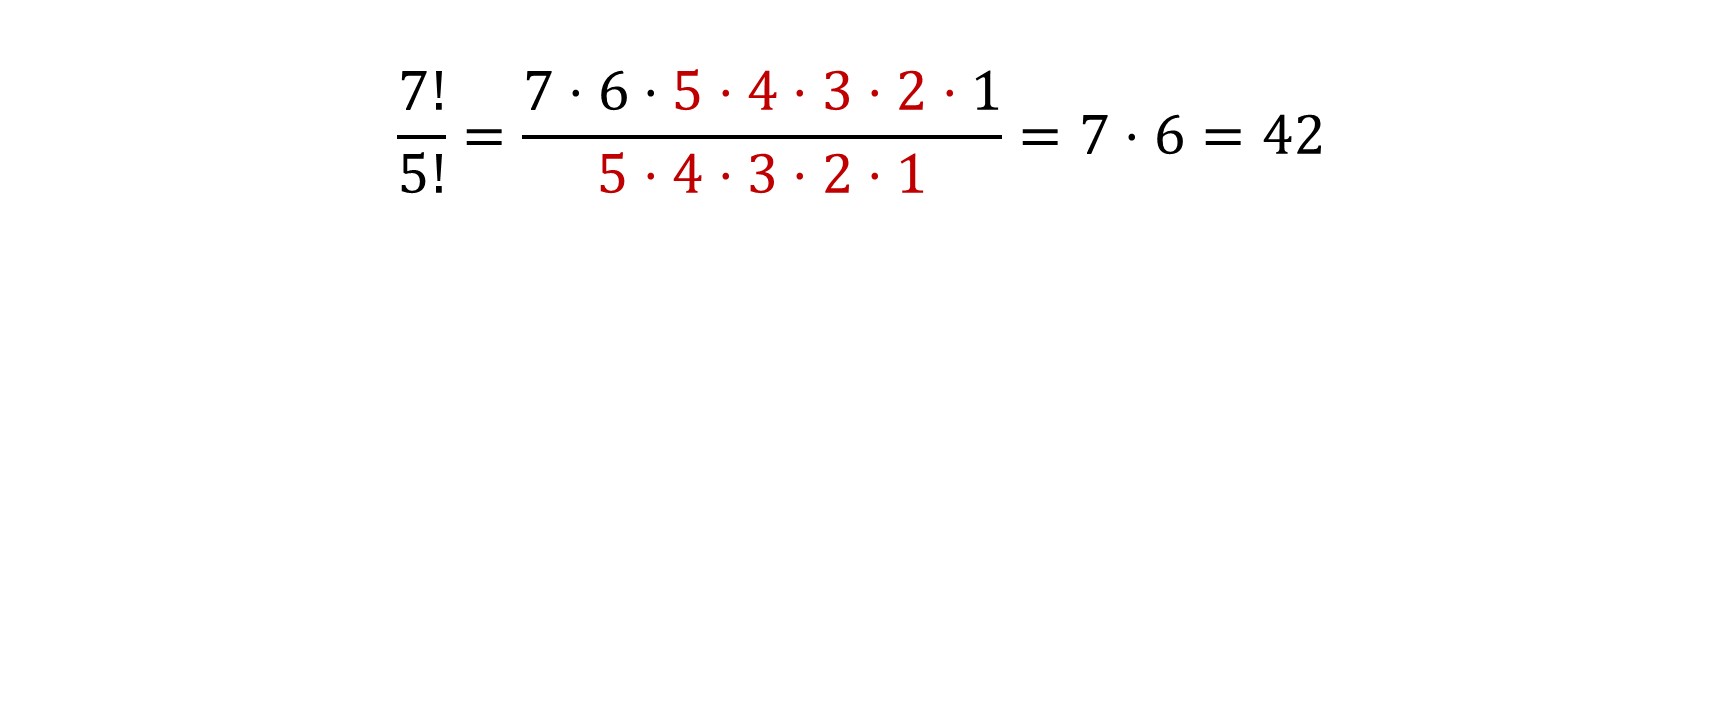 7!/5! = (7 · 6 · 5 · 4 · 3 · 2 · 1)/(5 · 4 · 3 · 2 · 1) = 7 · 6 = 42